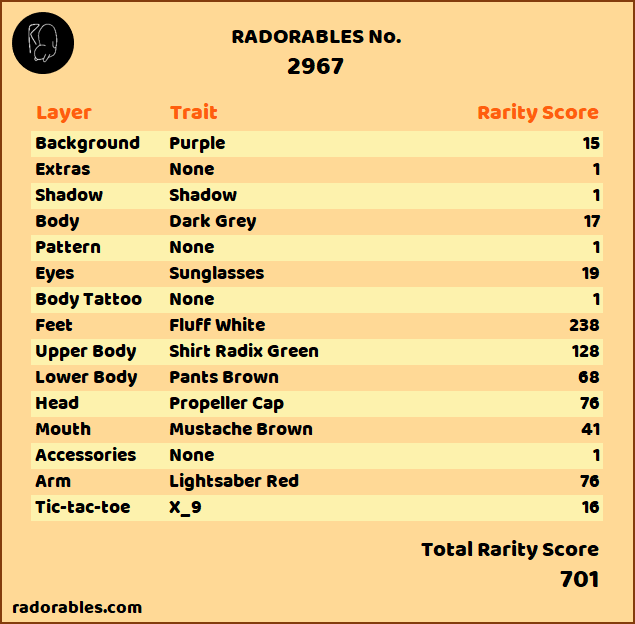 RADORABLES No.
2967
Layer Trait Rarity Score
Background Purple 15
Extras None 1
Shadow Shadow 1
Body Dark Grey 17
Pattern None 1
Eyes Sunglasses 19
Body Tattoo None 1
Feet Fluff White 238
Upper Body Shirt Radix Green 128
Lower Body Pants Brown 68
Head Propeller Cap 76
Mouth Mustache Brown 41
Accessories None 1
Arm Lightsaber Red 76
Tic-tac-toe X_9 16
Total Rarity Score
701
radorables.com